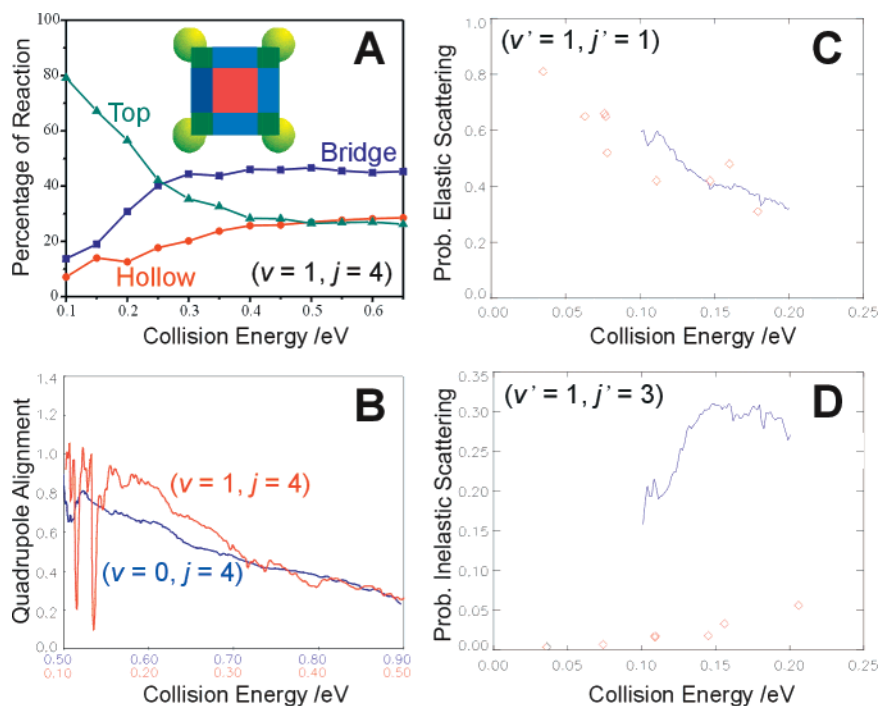 A
Percentage of Reaction
100
80
60
40
20
0
Top
Bridge
Hollow
(v = 1, j = 4)
0.1 0.2 0.3 0.4 0.5 0.6
Collision Energy /eV
C
(v' = 1, j' = 1)
Prob. Elastic Scattering
1.0
0.8
0.6
0.4
0.2
0.0
0.00 0.05 0.10 0.15 0.20 0.25
Collision Energy /eV
B
Quadrupole Alignment
1.4
1.2
1.0
0.8
0.6
0.4
0.2
0.0
(v = 1, j = 4)
(v = 0, j = 4)
0.50 0.60 0.70 0.80 0.90
0.10 0.20 0.30 0.40 0.50
Collision Energy /eV
D
(v' = 1, j' = 3)
Prob. Inelastic Scattering
0.35
0.30
0.25
0.20
0.15
0.10
0.05
0.00
0.00 0.05 0.10 0.15 0.20 0.25
Collision Energy /eV